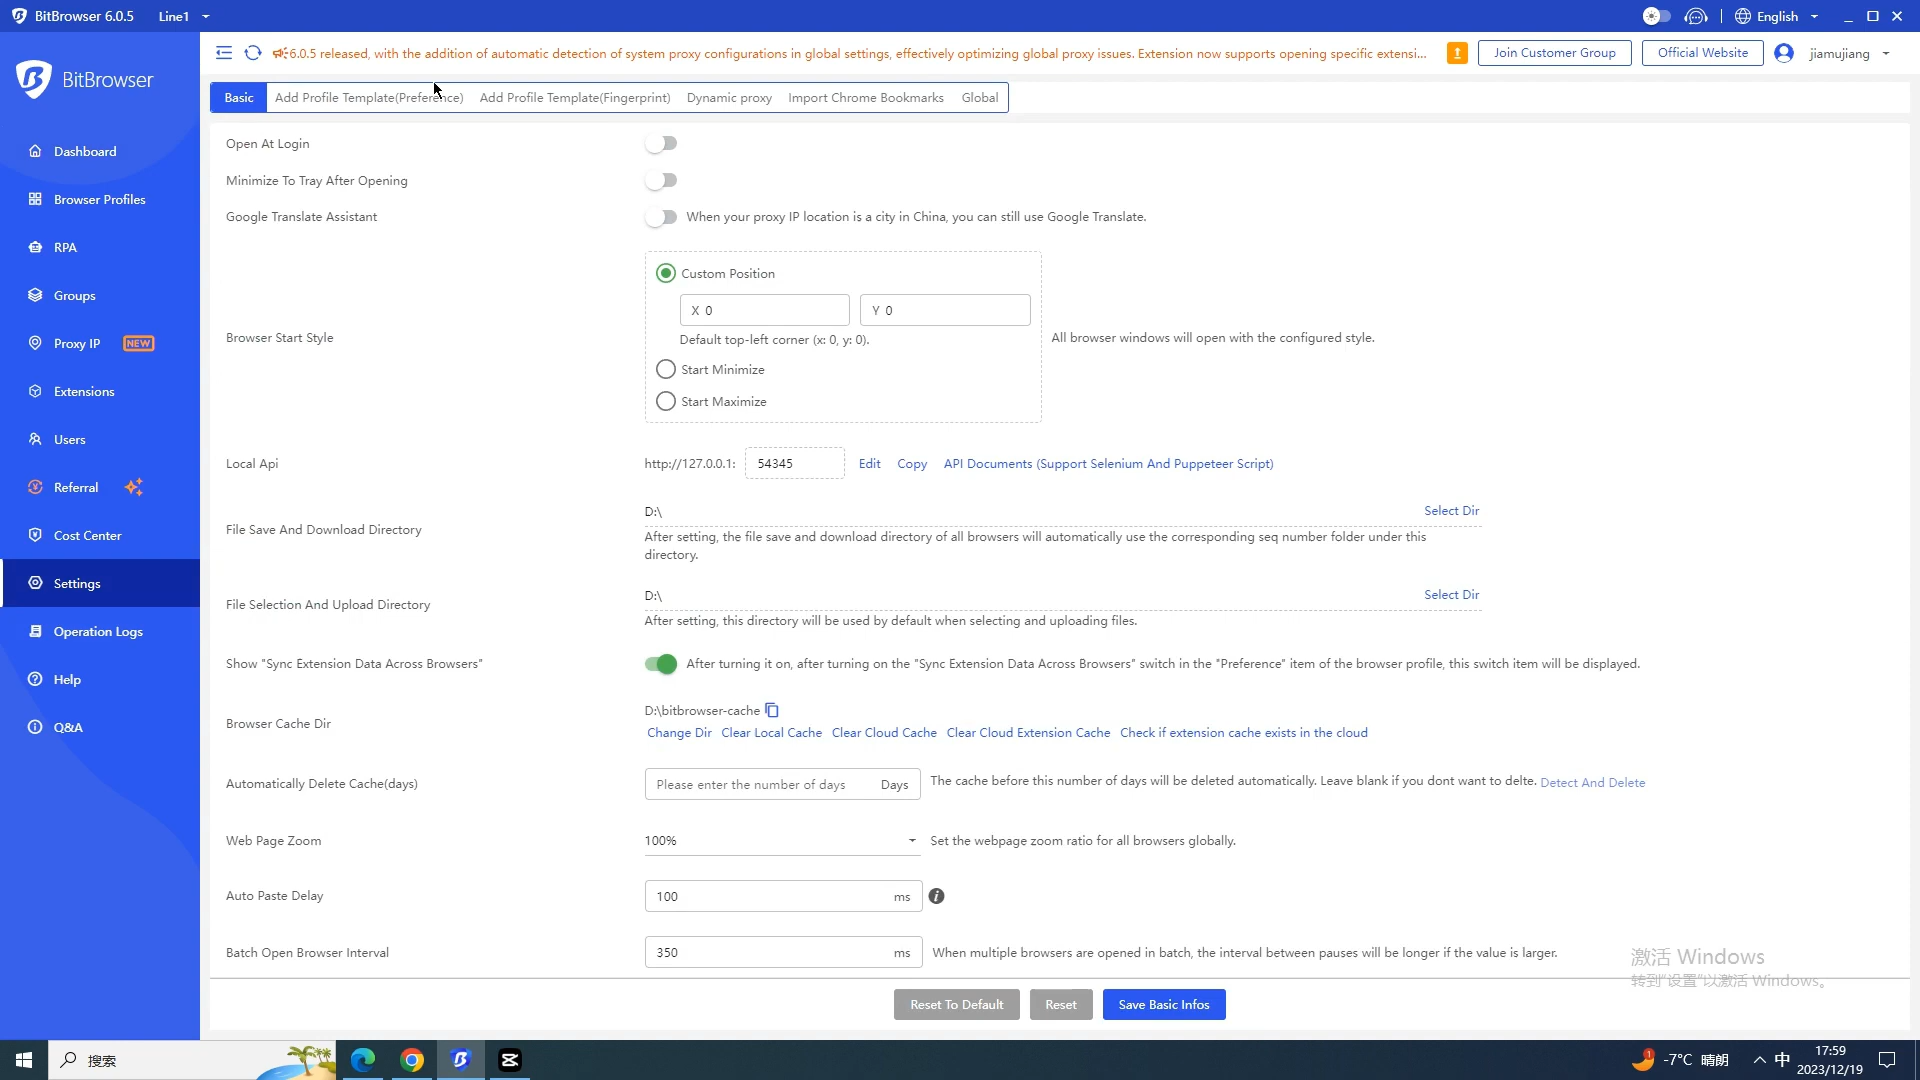 BitBrowser 6.0.5 Line1 English
6.0.5 released, with the addition of automatic detection of system proxy configurations in global settings, effectively optimizing global proxy issues. Extension now supports opening specific extensi... Join Customer Group Official Website jiamujiang
BitBrowser
Basic Add Profile Template(Preference) Add Profile Template(Fingerprint) Dynamic proxy Import Chrome Bookmarks Global
Dashboard
Browser Profiles
RPA
Groups
Proxy IP NEW
Extensions
Users
Referral
Cost Center
Settings
Operation Logs
Help
Q&A
Open At Login
Minimize To Tray After Opening
Google Translate Assistant When your proxy IP location is a city in China, you can still use Google Translate.
Custom Position
X 0 Y 0
Browser Start Style Default top-left corner (x: 0, y: 0). All browser windows will open with the configured style.
Start Minimize
Start Maximize
Local Api http://127.0.0.1: 54345 Edit Copy API Documents (Support Selenium And Puppeteer Script)
D:\ Select Dir
File Save And Download Directory
After setting, the file save and download directory of all browsers will automatically use the corresponding seq number folder under this
directory.
D:\ Select Dir
File Selection And Upload Directory
After setting, this directory will be used by default when selecting and uploading files.
Show "Sync Extension Data Across Browsers" After turning it on, after turning on the "Sync Extension Data Across Browsers" switch in the "Preference" item of the browser profile, this switch item will be displayed.
D:\bitbrowser-cache
Browser Cache Dir
Change Dir Clear Local Cache Clear Cloud Cache Clear Cloud Extension Cache Check if extension cache exists in the cloud
Automatically Delete Cache(days) Please enter the number of days Days The cache before this number of days will be deleted automatically. Leave blank if you dont want to delte. Detect And Delete
Web Page Zoom 100% Set the webpage zoom ratio for all browsers globally.
Auto Paste Delay 100 ms
Batch Open Browser Interval 350 ms When multiple browsers are opened in batch, the interval between pauses will be longer if the value is larger.
激活 Windows
转到"设置"以激活 Windows。
Reset To Default Reset Save Basic Infos
搜索 1 -7°C 晴朗 中 17:59
2023/12/19